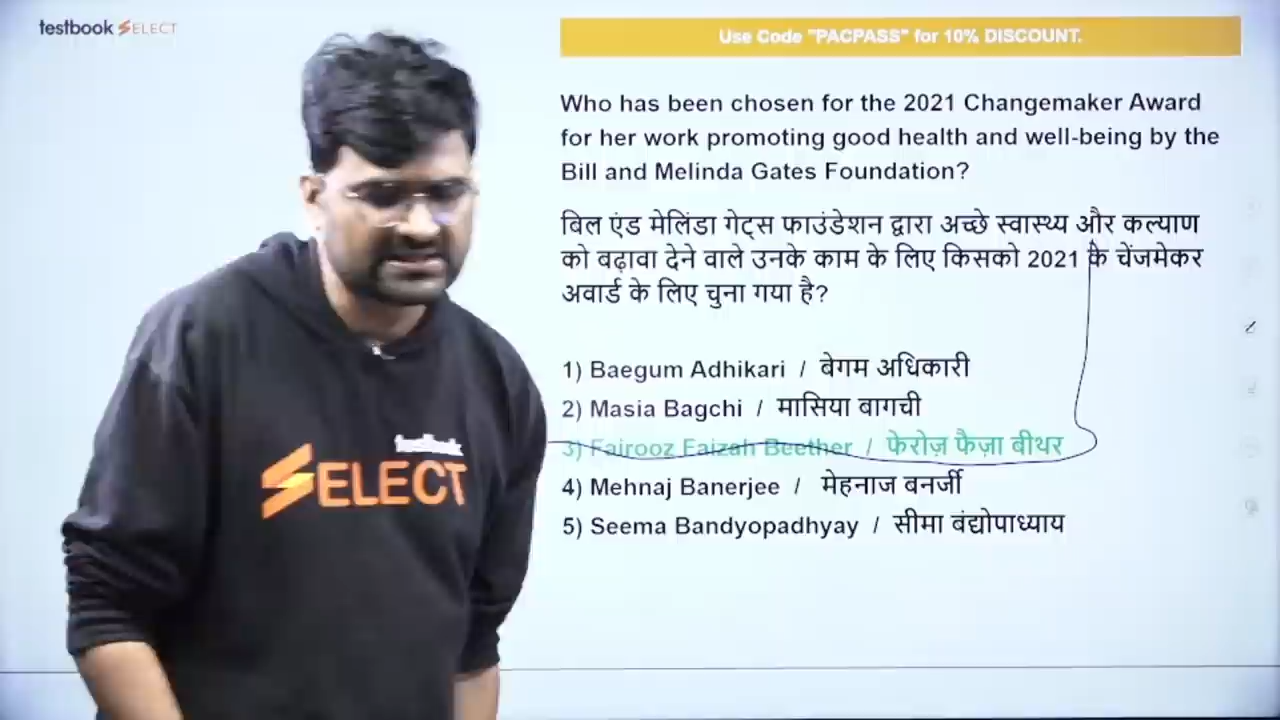 testbook SELECT
Use Code "PACPASS" for 10% DISCOUNT.
Who has been chosen for the 2021 Changemaker Award
for her work promoting good health and well-being by the
Bill and Melinda Gates Foundation?
बिल एंड मेलिंडा गेट्स फाउंडेशन द्वारा अच्छे स्वास्थ्य और कल्याण
को बढ़ावा देने वाले उनके काम के लिए किसको 2021 के चेंजमेकर
अवार्ड के लिए चुना गया है?
1) Baegum Adhikari / बेगम अधिकारी
2) Masia Bagchi / मासिया बागची
3) Fairooz Faizah Beether / फेरोज़ फैज़ा बीथर
4) Mehnaj Banerjee / मेहनाज बनर्जी
5) Seema Bandyopadhyay / सीमा बंद्योपाध्याय
testbook
SELECT